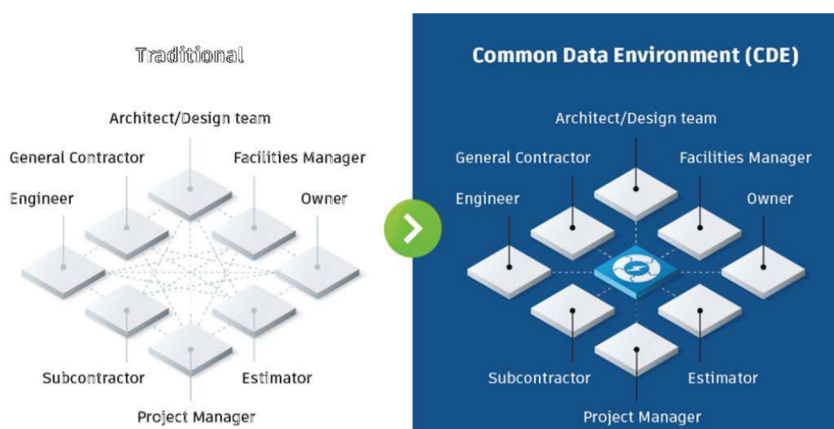 Traditional
Architect/Design team
General Contractor
Facilities Manager
Engineer
Owner
Subcontractor
Estimator
Project Manager
Common Data Environment (CDE)
Architect/Design team
General Contractor
Facilities Manager
Engineer
Owner
Subcontractor
Estimator
Project Manager